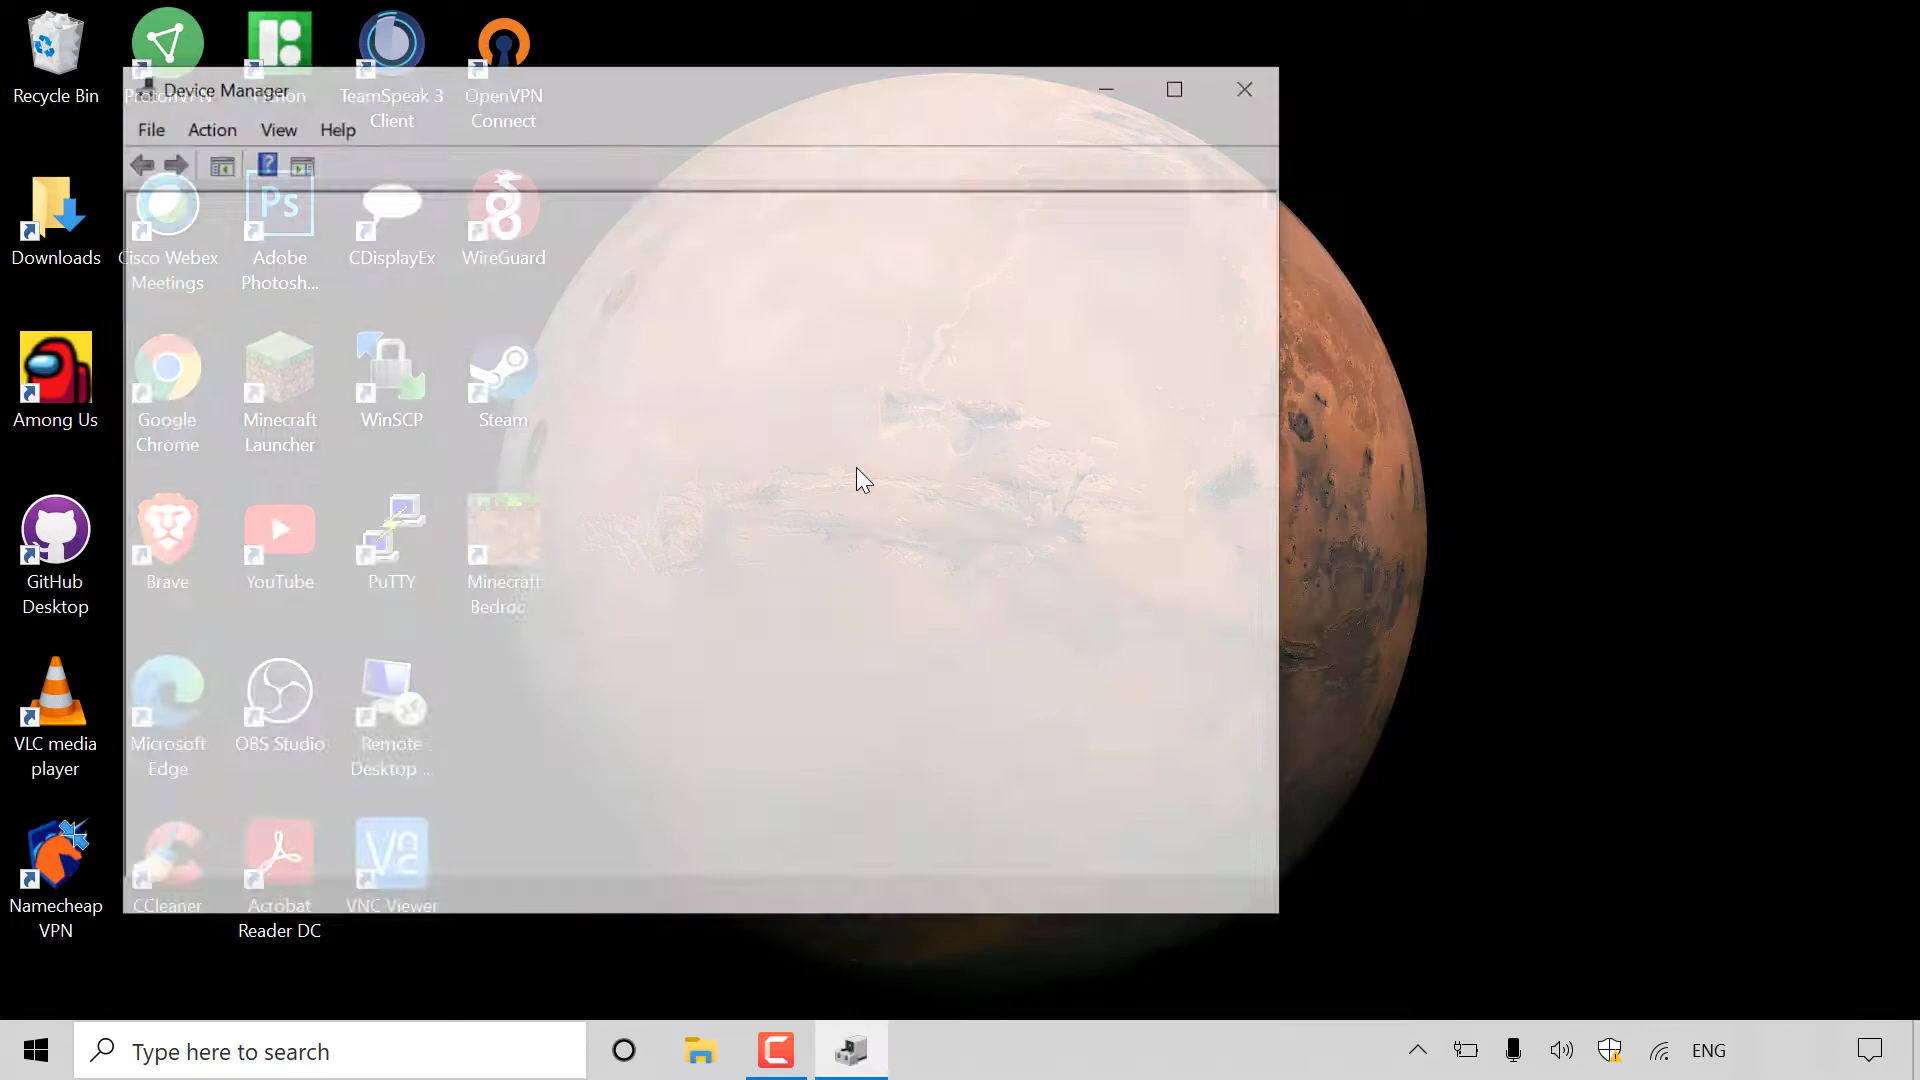 Recycle Bin
ProtonVPN
TeamSpeak 3
Client
OpenVPN
Connect
Device Manager
File
Action
View
Help
?
Downloads
Cisco Webex
Meetings
Ps
Adobe
Photosh...
CDisplayEx
WireGuard
Among Us
Google
Chrome
Minecraft
Launcher
WinSCP
Steam
GitHub
Desktop
Brave
YouTube
PuTTY
Minecraft
Bedroc...
VLC media
player
Microsoft
Edge
OBS Studio
Remote
Desktop ...
Namecheap
VPN
CCleaner
Acrobat
Reader DC
VNC Viewer
Type here to search
ENG